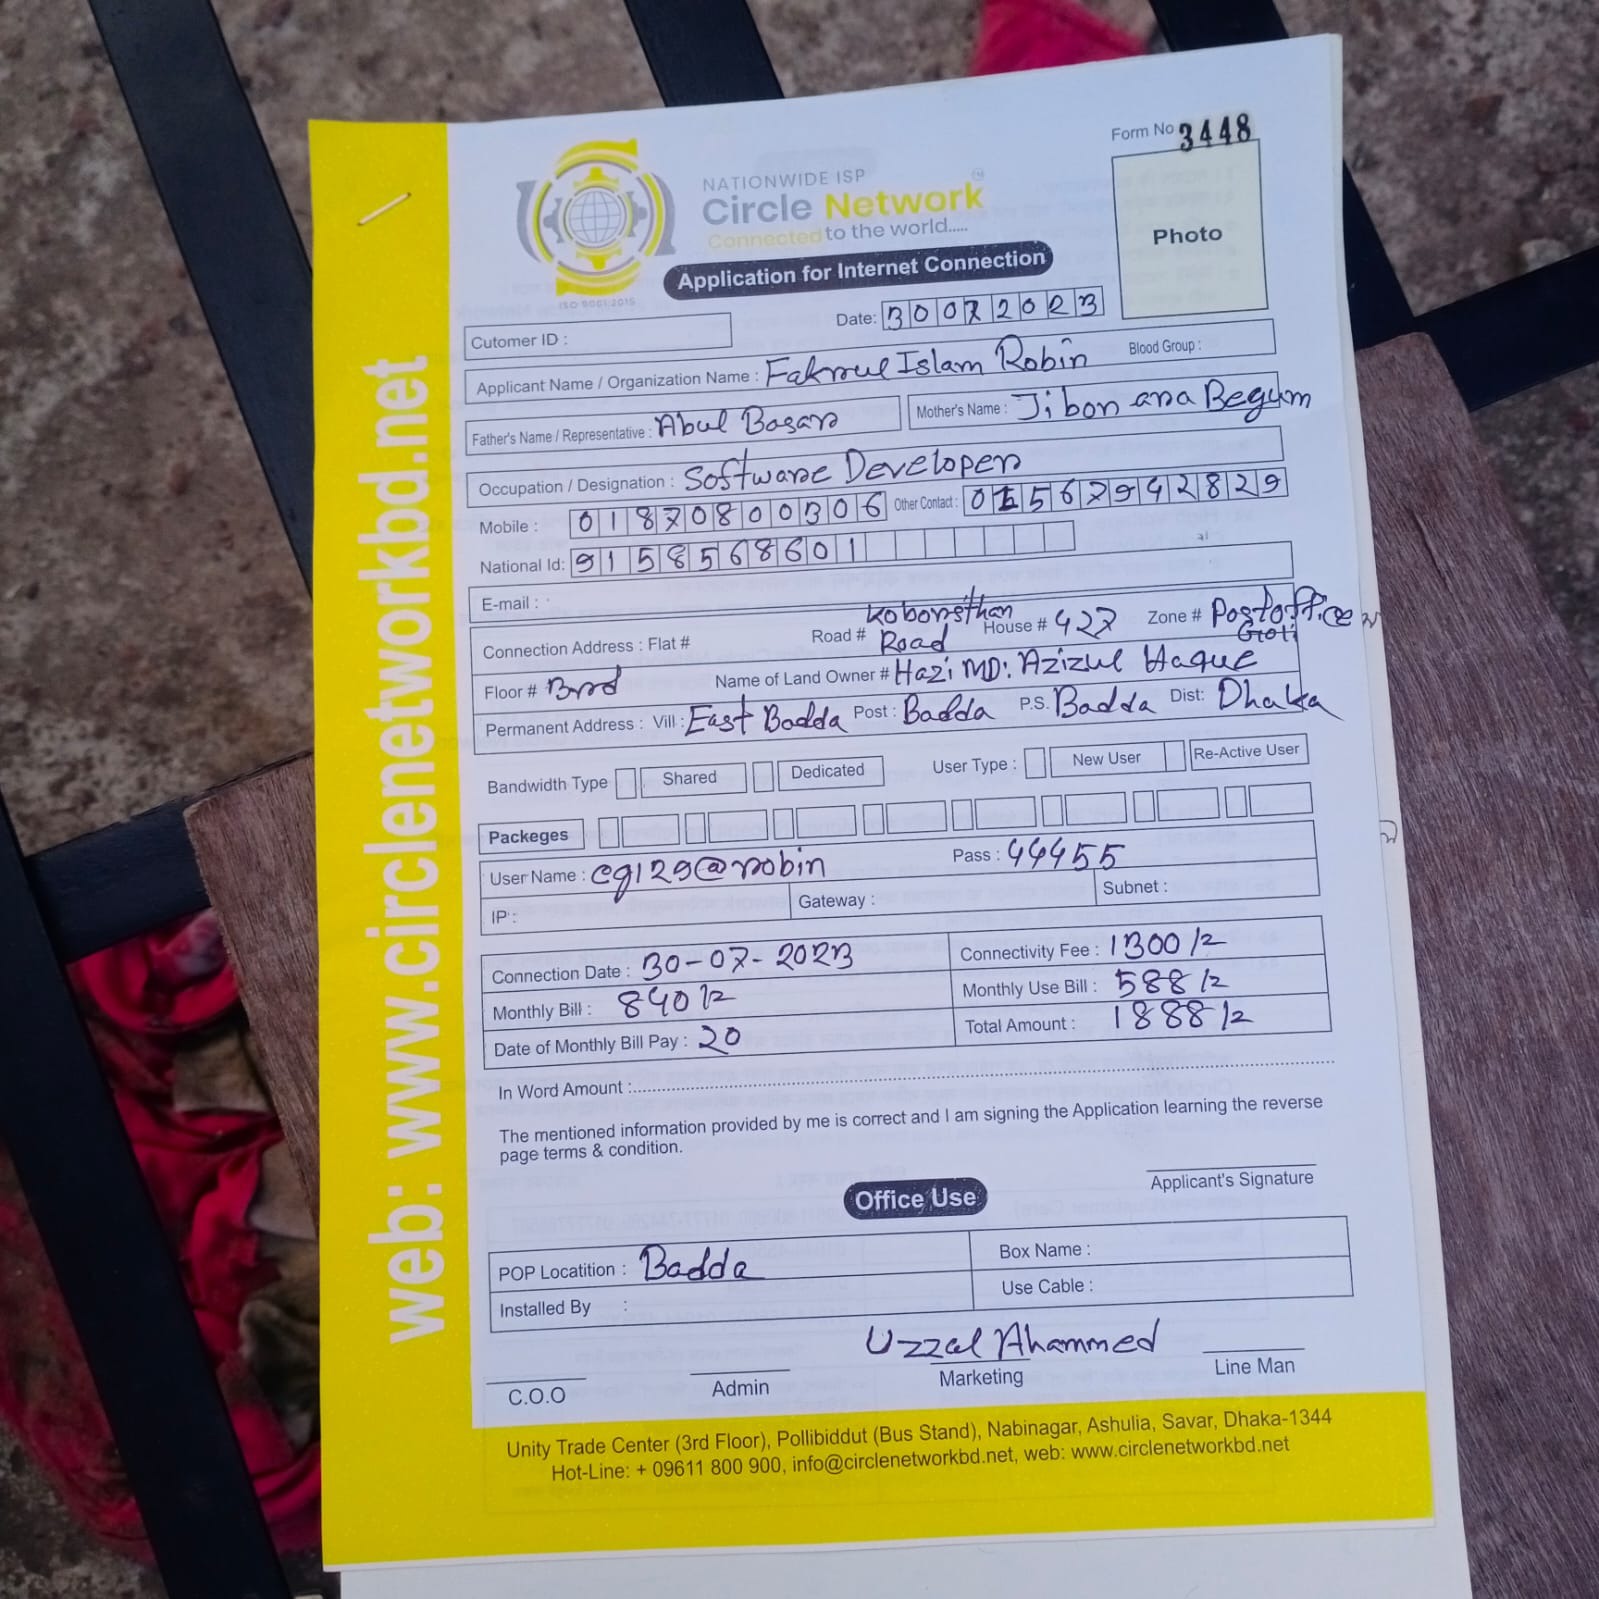 Form No 3448
NATIONWIDE ISP
Circle Network
Connected to the world.....
ISO 9001:2015
Application for Internet Connection
Photo
Date: 30072023
Cutomer ID :
Applicant Name / Organization Name : Fakrul Islam Robin Blood Group :
Father's Name / Representative : Abul Basar Mother's Name : Jibon ara Begum
Occupation / Designation : Software Developer
Mobile : 01870800306 Other Contact : 01567942829
National Id: 9158568601
E-mail :
Connection Address : Flat # Road # Koborsthan Road House # 427 Zone # Postoffice
Floor # 3rd Name of Land Owner # Hazi MD: Azizul Haque
Permanent Address : Vill : East Badda Post : Badda P.S. Badda Dist: Dhaka
Bandwidth Type Shared Dedicated User Type : New User Re-Active User
Packeges
User Name : cg129@robin Pass : 44455
IP : Gateway : Subnet :
Connection Date : 30-07-2023 Connectivity Fee : 1300/=
Monthly Bill : 840/= Monthly Use Bill : 588/=
Date of Monthly Bill Pay : 20 Total Amount : 1888/=
In Word Amount :
The mentioned information provided by me is correct and I am signing the Application learning the reverse
page terms & condition.
Applicant's Signature
Office Use
POP Locatition : Badda Box Name :
Installed By : Use Cable :
Uzzal Ahammed
C.O.O Admin Marketing Line Man
Unity Trade Center (3rd Floor), Pollibiddut (Bus Stand), Nabinagar, Ashulia, Savar, Dhaka-1344
Hot-Line: + 09611 800 900, info@circlenetworkbd.net, web: www.circlenetworkbd.net
web: www.circlenetworkbd.net